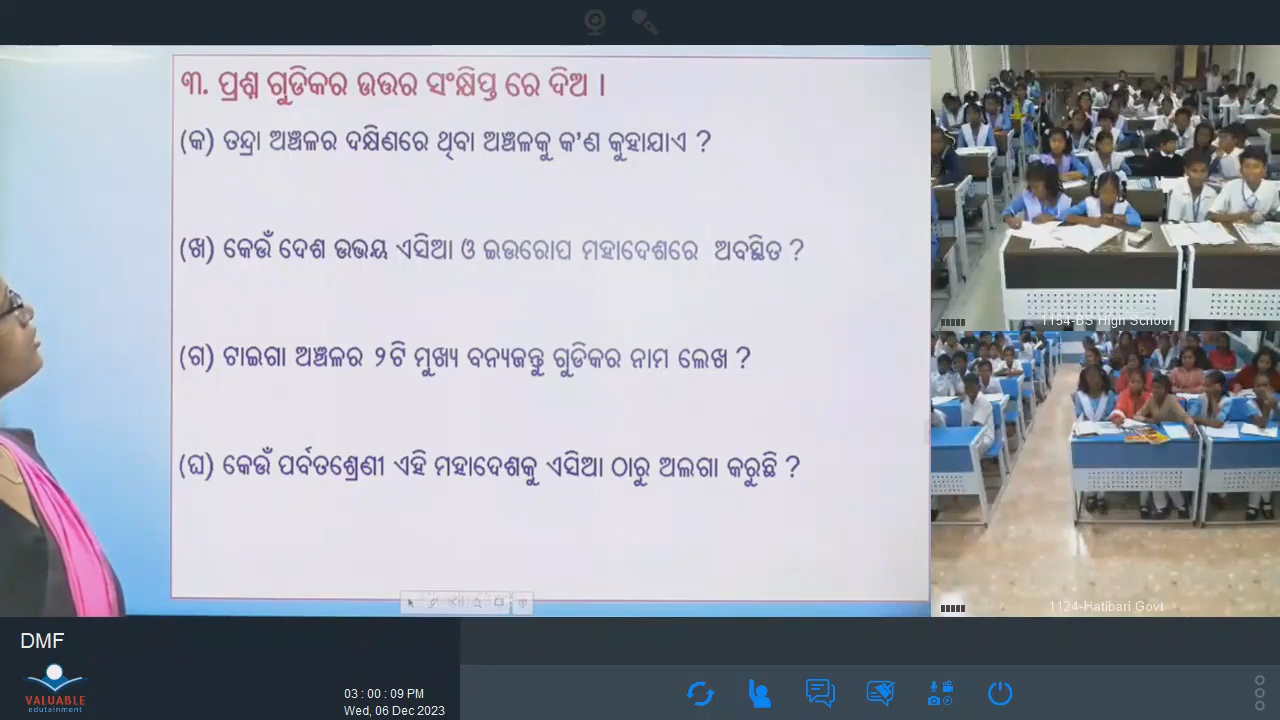 ୩. ପ୍ରଶ୍ନ ଗୁଡିକର ଉତ୍ତର ସଂକ୍ଷିପ୍ତ ରେ ଦିଅ ।
(କ) ତନ୍ଦ୍ରା ଅଞ୍ଚଳର ଦକ୍ଷିଣରେ ଥିବା ଅଞ୍ଚଳକୁ କ'ଣ କୁହାଯାଏ ?
(ଖ) କେଉଁ ଦେଶ ଉଭୟ ଏସିଆ ଓ ଇଉରୋପ ମହାଦେଶରେ ଅବସ୍ଥିତ ?
(ଗ) ଟାଇଗା ଅଞ୍ଚଳର ୨ଟି ମୁଖ୍ୟ ବନ୍ୟଜନ୍ତୁ ଗୁଡିକର ନାମ ଲେଖ ?
(ଘ) କେଉଁ ପର୍ବତଶ୍ରେଣୀ ଏହି ମହାଦେଶକୁ ଏସିଆ ଠାରୁ ଅଲଗା କରୁଛି ?
1154-BS High School
1124-Hatibari Govt
DMF
VALUABLE
edutainment
03 : 00 : 09 PM
Wed, 06 Dec 2023